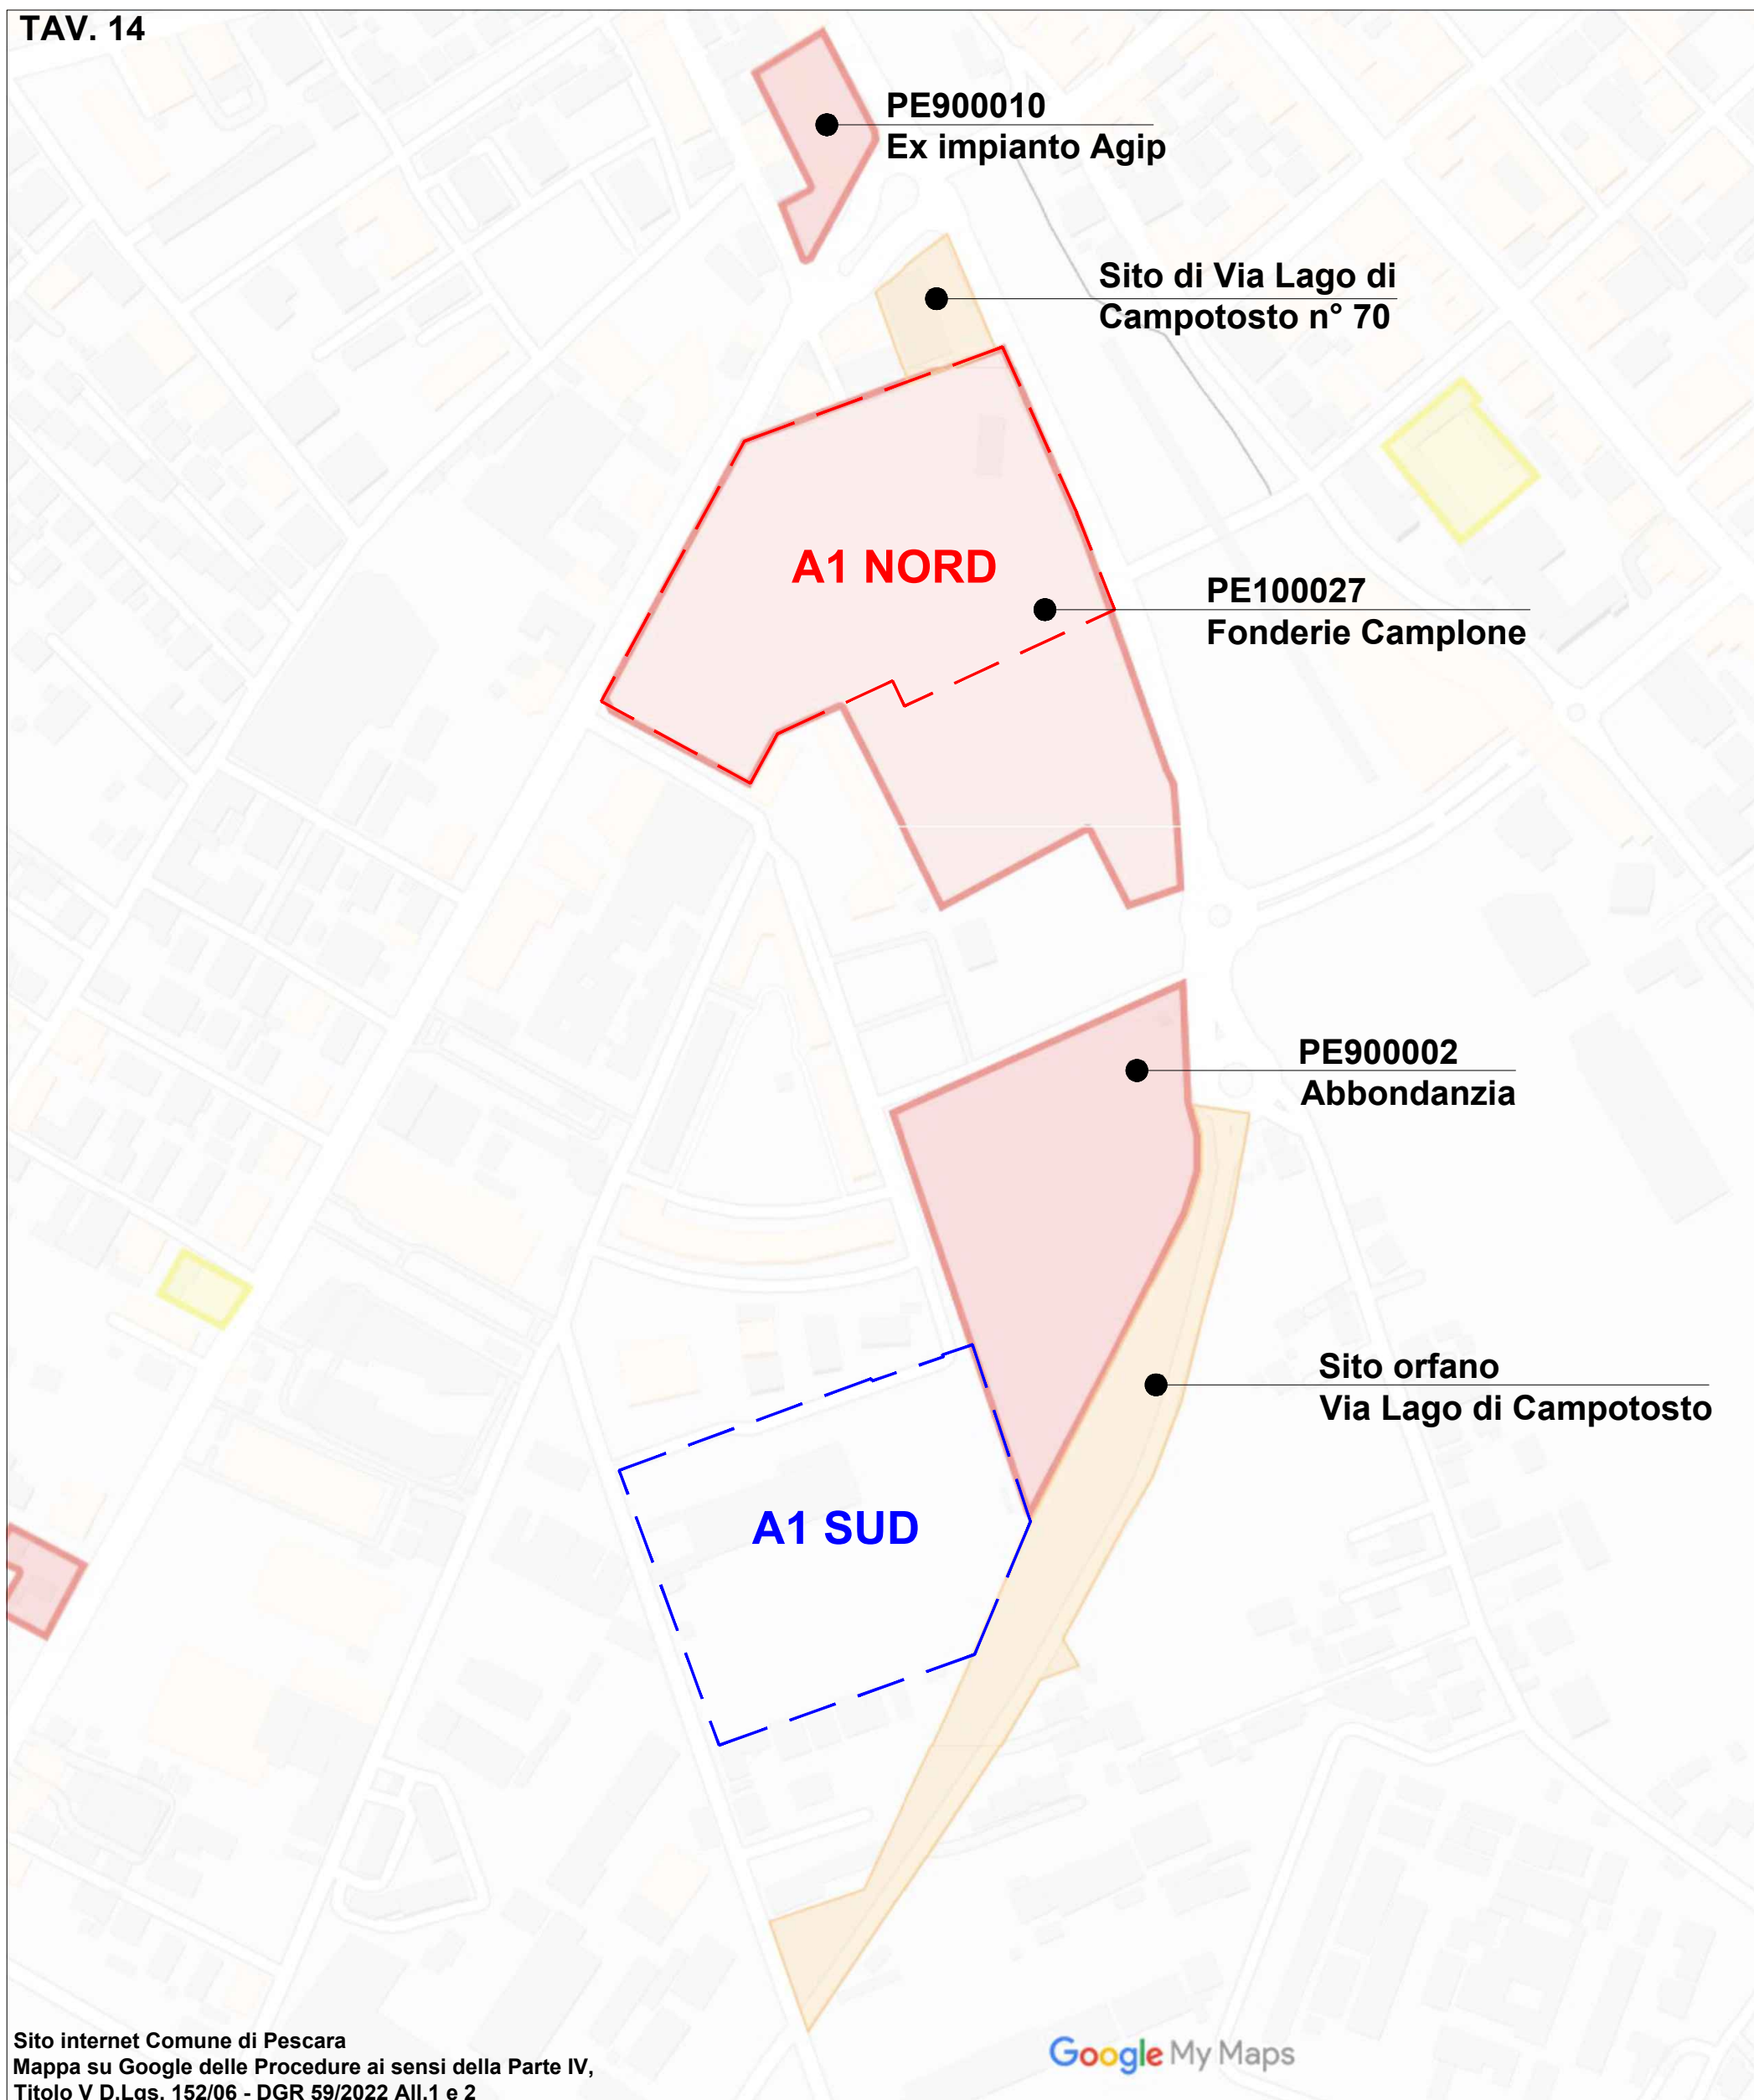 TAV. 14
PE900010
Ex impianto Agip
Sito di Via Lago di
Campotosto n° 70
A1 NORD
PE100027
Fonderie Camplone
PE900002
Abbondanzia
Sito orfano
Via Lago di Campotosto
A1 SUD
Sito internet Comune di Pescara
Mappa su Google delle Procedure ai sensi della Parte IV,
Titolo V D.Lgs. 152/06 - DGR 59/2022 All.1 e 2
Google My Maps